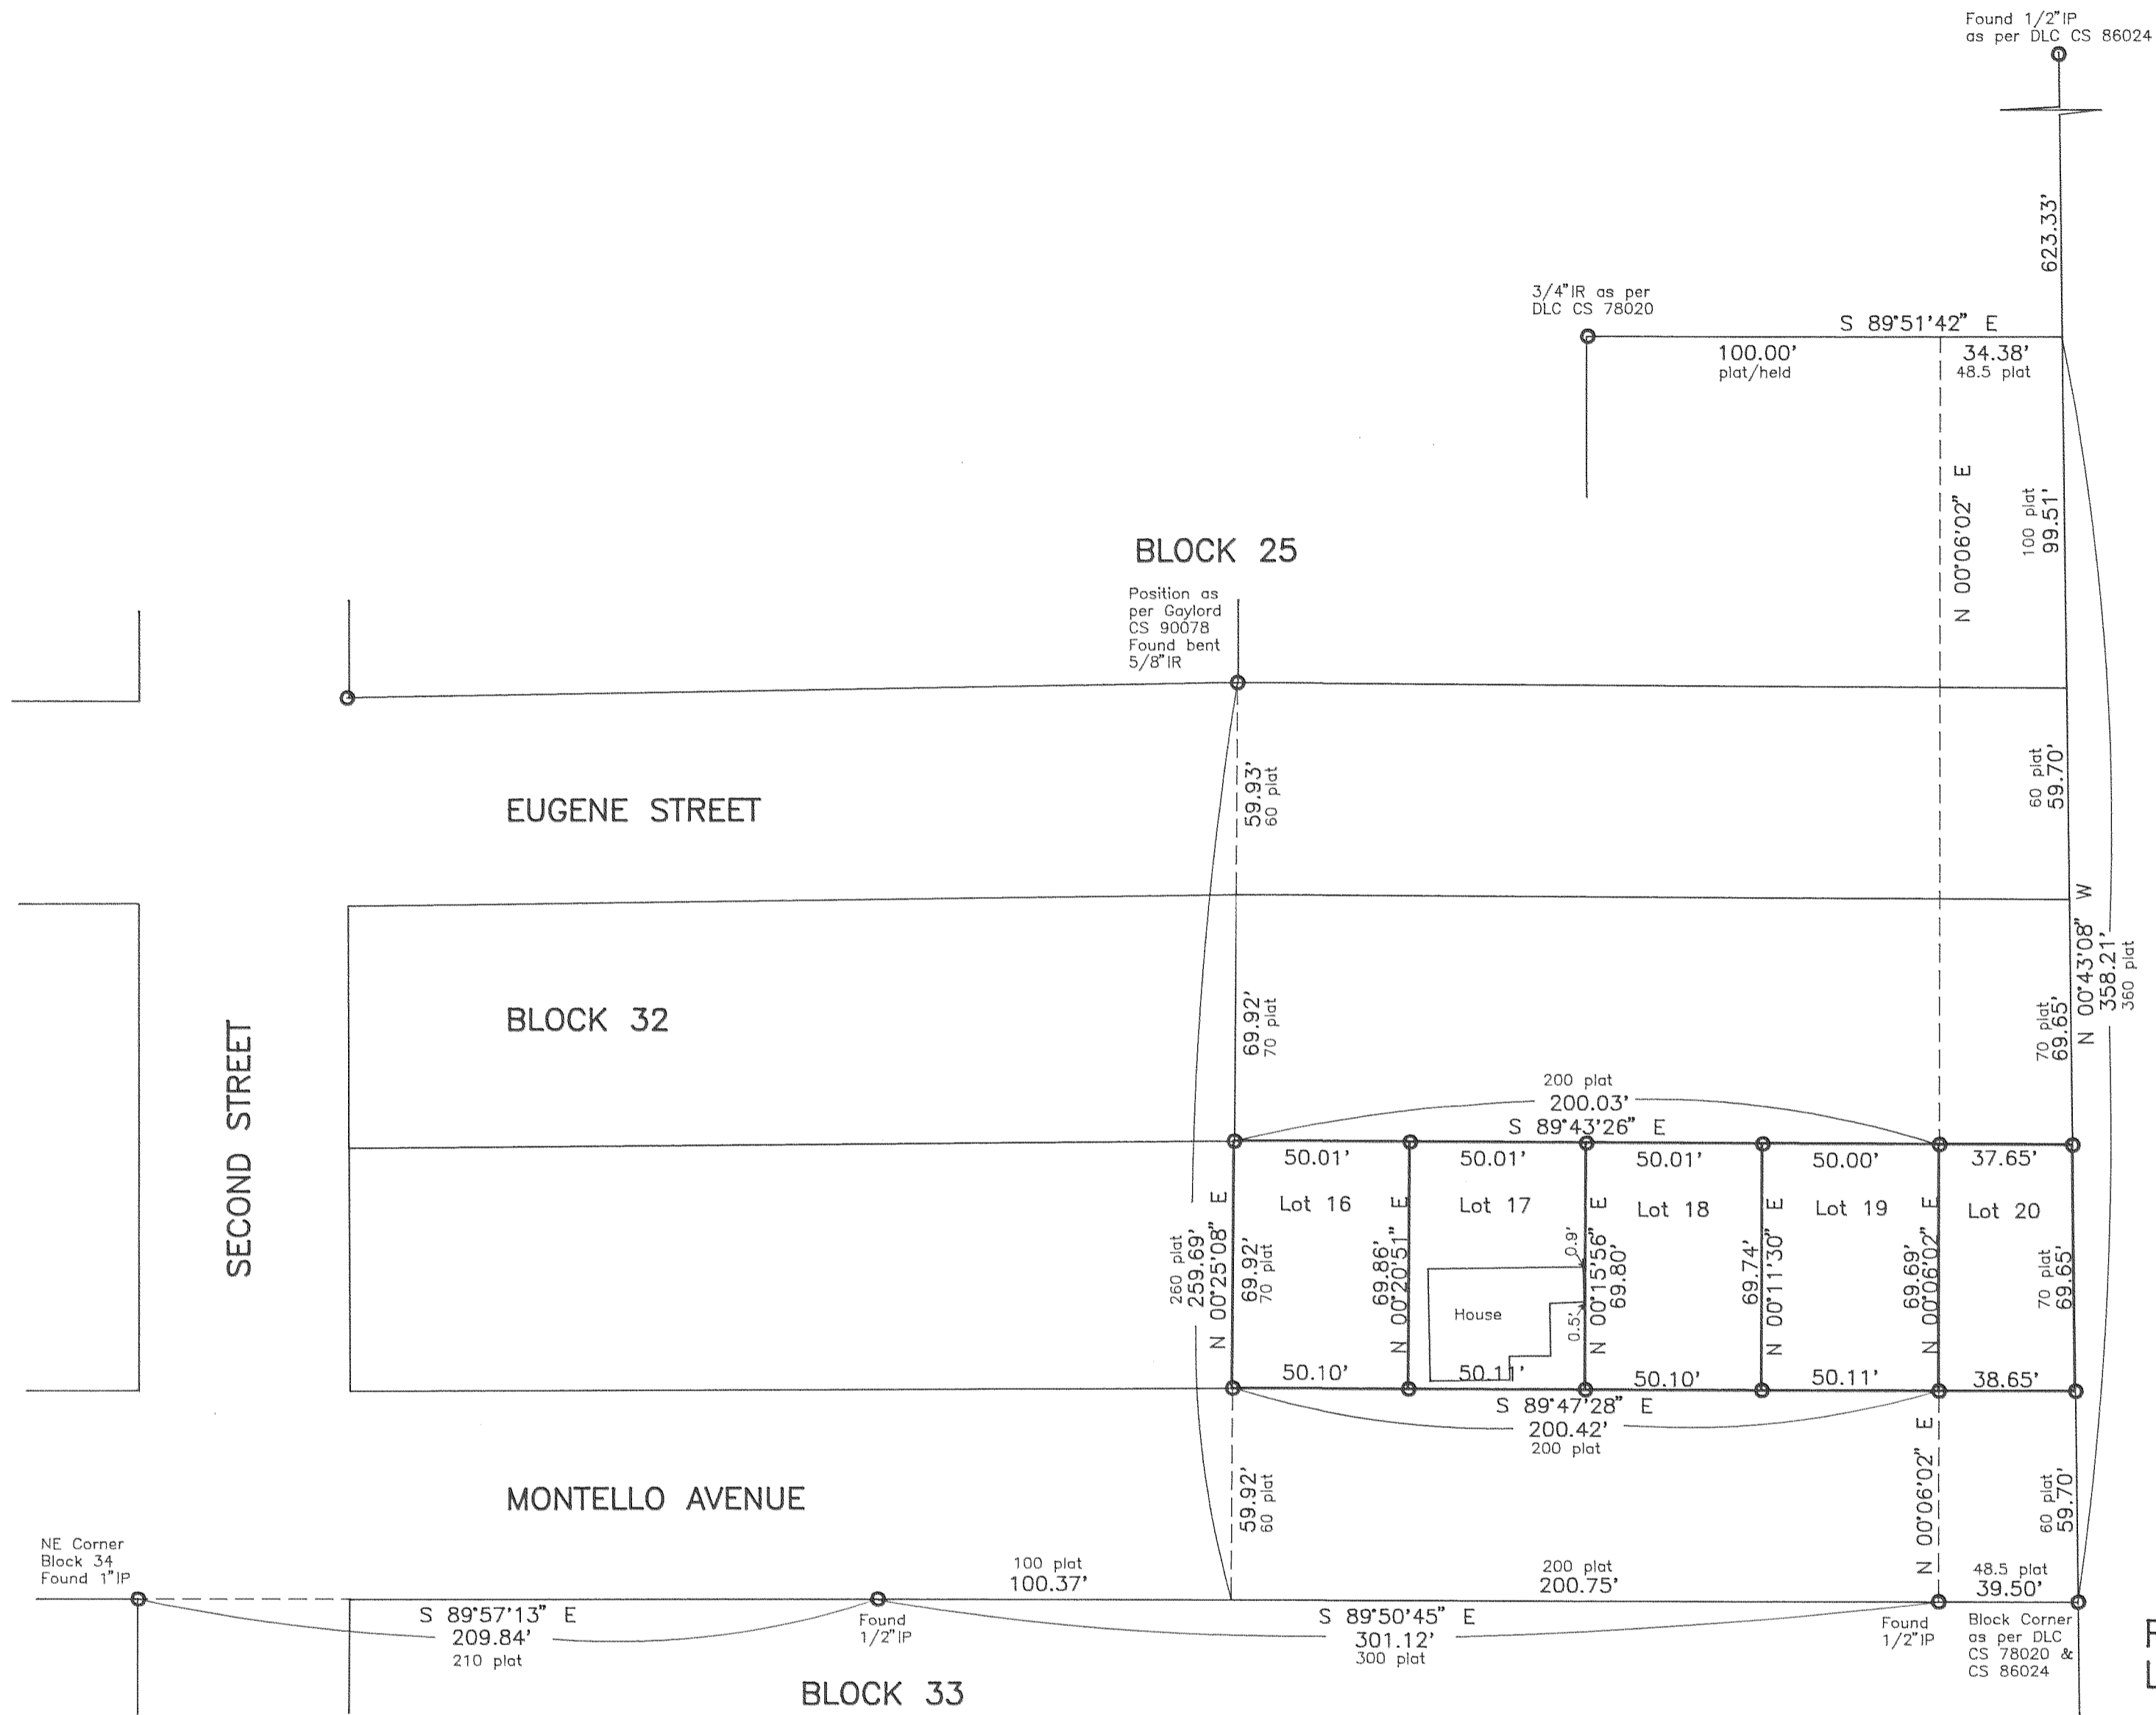 Found 1/2"IP
as per DLC CS 86024
623.33'
3/4"IR as per
DLC CS 78020
S 89°51'42" E
100.00'
plat/held
34.38'
48.5 plat
N 00°06'02" E
100 plat
99.51'
BLOCK 25
Position as
per Gaylord
CS 90078
Found bent
5/8"IR
59.93'
60 plat
60 plat
59.70'
EUGENE STREET
N 00°43'08" W
358.21'
360 plat
BLOCK 32
69.92'
70 plat
70 plat
69.65'
SECOND STREET
200 plat
200.03'
S 89°43'26" E
50.01'
50.01'
50.01'
50.00'
37.65'
Lot 16
Lot 17
Lot 18
Lot 19
Lot 20
260 plat
259.69'
N 00°25'08" E
69.92'
70 plat
69.86'
N 00°20'51" E
0.9'
House
0.5'
N 00°15'56" E
69.80'
69.74'
N 00°11'30" E
69.69'
N 00°06'02" E
70 plat
69.65'
50.10'
50.11'
50.10'
50.11'
38.65'
S 89°47'28" E
200.42'
200 plat
MONTELLO AVENUE
59.92'
60 plat
N 00°06'02" E
60 plat
59.70'
NE Corner
Block 34
Found 1"IP
100 plat
100.37'
200 plat
200.75'
48.5 plat
39.50'
S 89°57'13" E
209.84'
210 plat
Found
1/2"IP
S 89°50'45" E
301.12'
300 plat
Found
1/2"IP
Block Corner
as per DLC
CS 78020 &
CS 86024
BLOCK 33